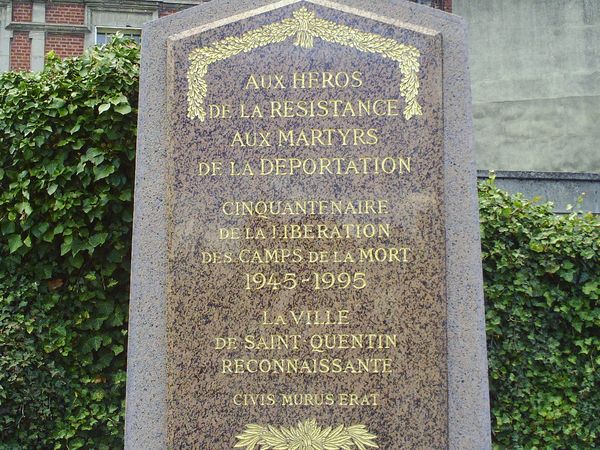 AUX HEROS
DE LA RESISTANCE
AUX MARTYRS
DE LA DEPORTATION
CINQUANTENAIRE
DE LA LIBERATION
DES CAMPS DE LA MORT
1945-1995
LA VILLE
DE SAINT-QUENTIN
RECONNAISSANTE
CIVIS MURUS ERAT